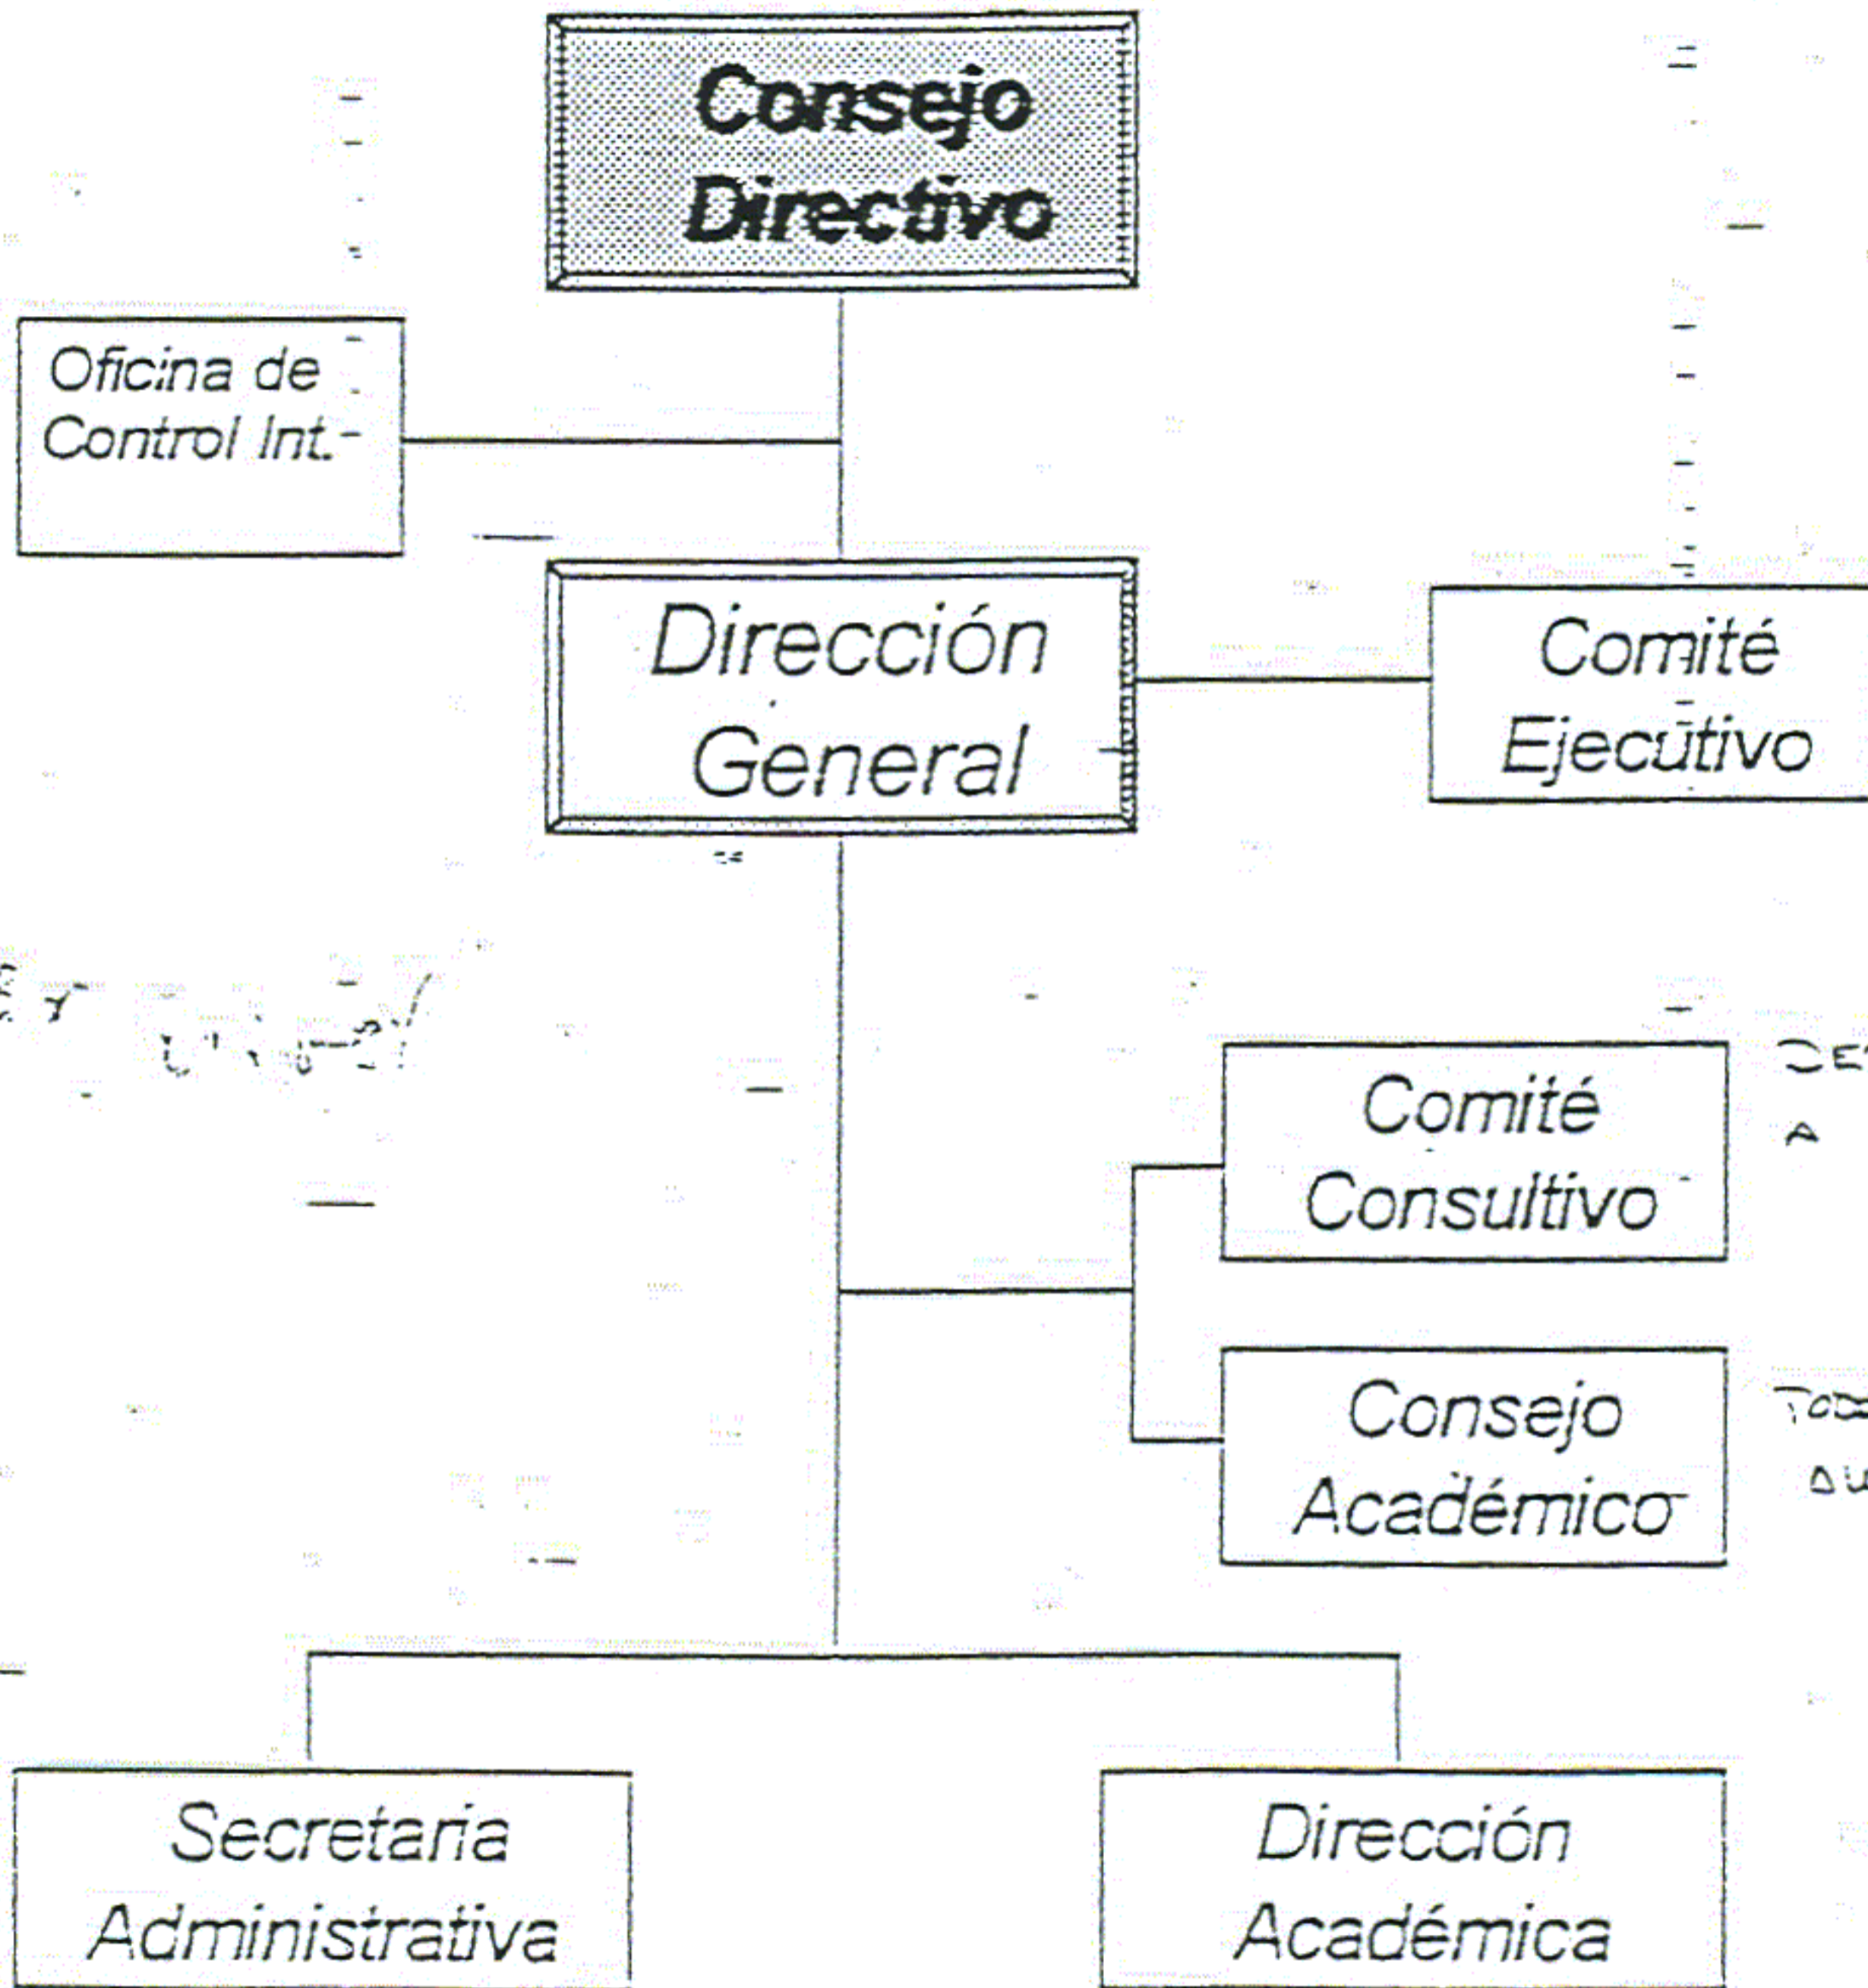 Consejo
Directivo
Oficina de
Control Int.
Dirección
General
Comité
Ejecutivo
Comité
Consultivo
A
Consejo
Académico
Secretaria
Administrativa
Dirección
Académica